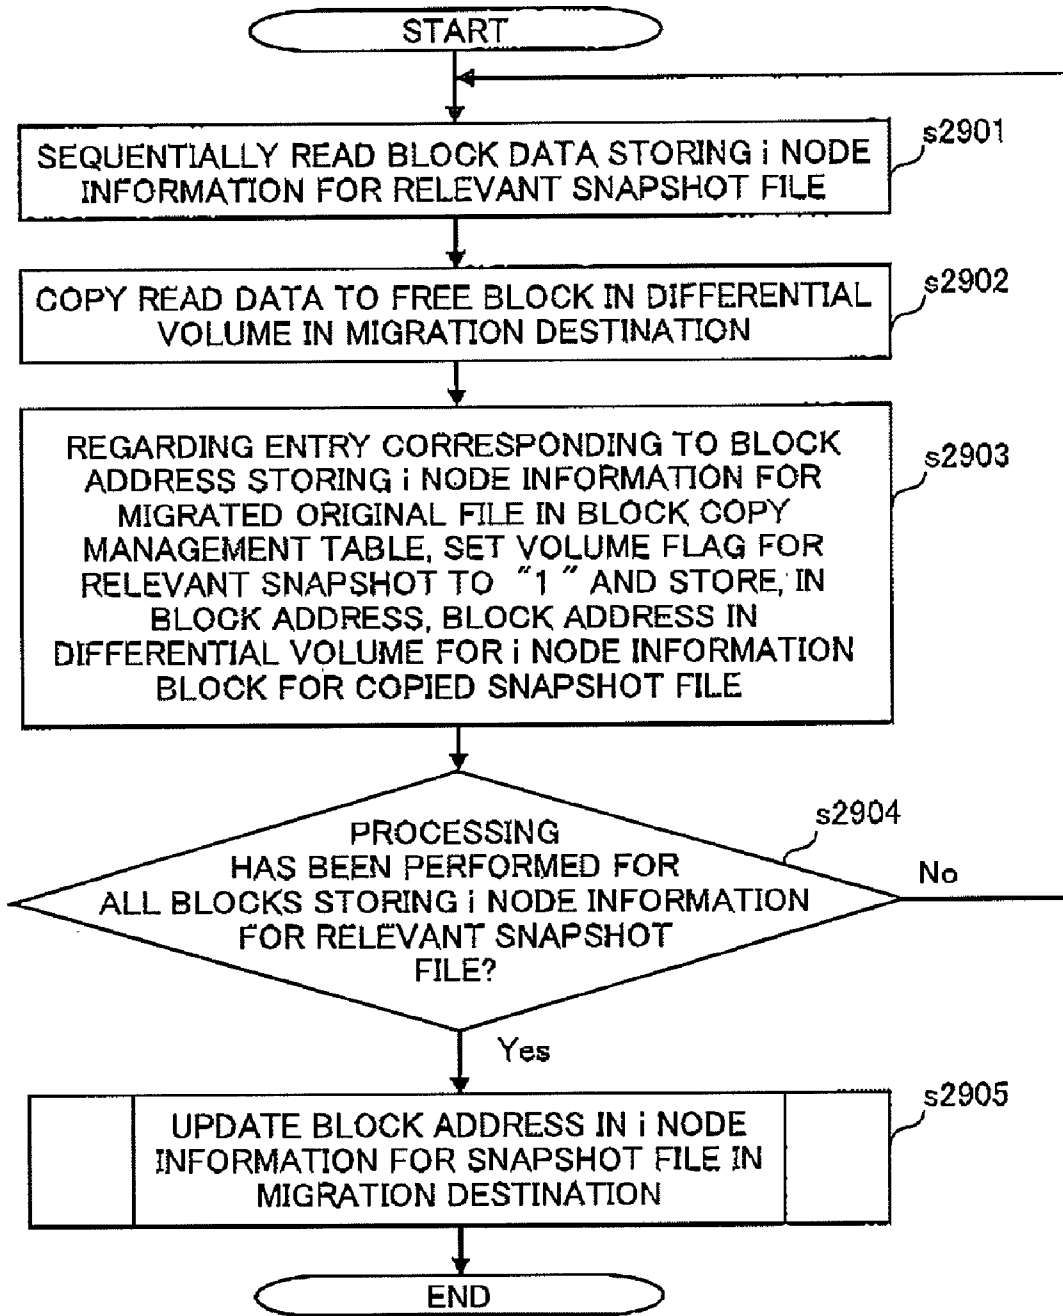 START
s2901
SEQUENTIALLY READ BLOCK DATA STORING i NODE
INFORMATION FOR RELEVANT SNAPSHOT FILE
s2902
COPY READ DATA TO FREE BLOCK IN DIFFERENTIAL
VOLUME IN MIGRATION DESTINATION
s2903
REGARDING ENTRY CORRESPONDING TO BLOCK
ADDRESS STORING i NODE INFORMATION FOR
MIGRATED ORIGINAL FILE IN BLOCK COPY
MANAGEMENT TABLE, SET VOLUME FLAG FOR
RELEVANT SNAPSHOT TO "1" AND STORE, IN
BLOCK ADDRESS, BLOCK ADDRESS IN
DIFFERENTIAL VOLUME FOR i NODE INFORMATION
BLOCK FOR COPIED SNAPSHOT FILE
s2904
PROCESSING
HAS BEEN PERFORMED FOR
ALL BLOCKS STORING i NODE INFORMATION
FOR RELEVANT SNAPSHOT
FILE?
No
Yes
s2905
UPDATE BLOCK ADDRESS IN i NODE
INFORMATION FOR SNAPSHOT FILE IN
MIGRATION DESTINATION
END